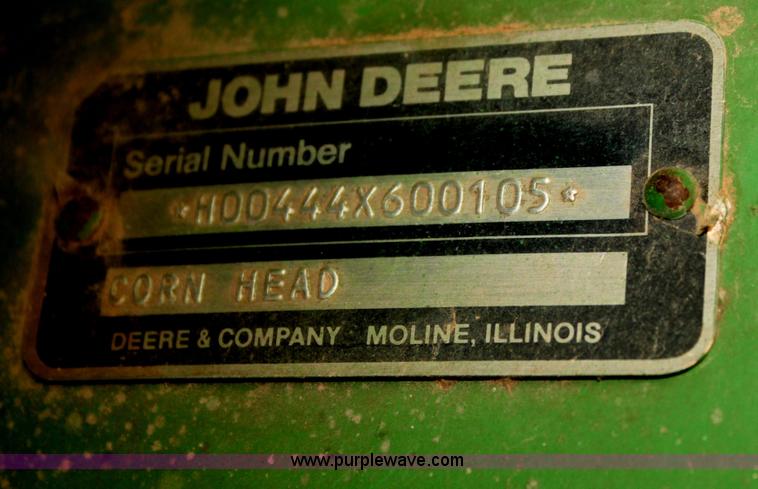 JOHN DEERE
Serial Number
*H00444X600105*
CORN HEAD
DEERE & COMPANY MOLINE, ILLINOIS
www.purplewave.com